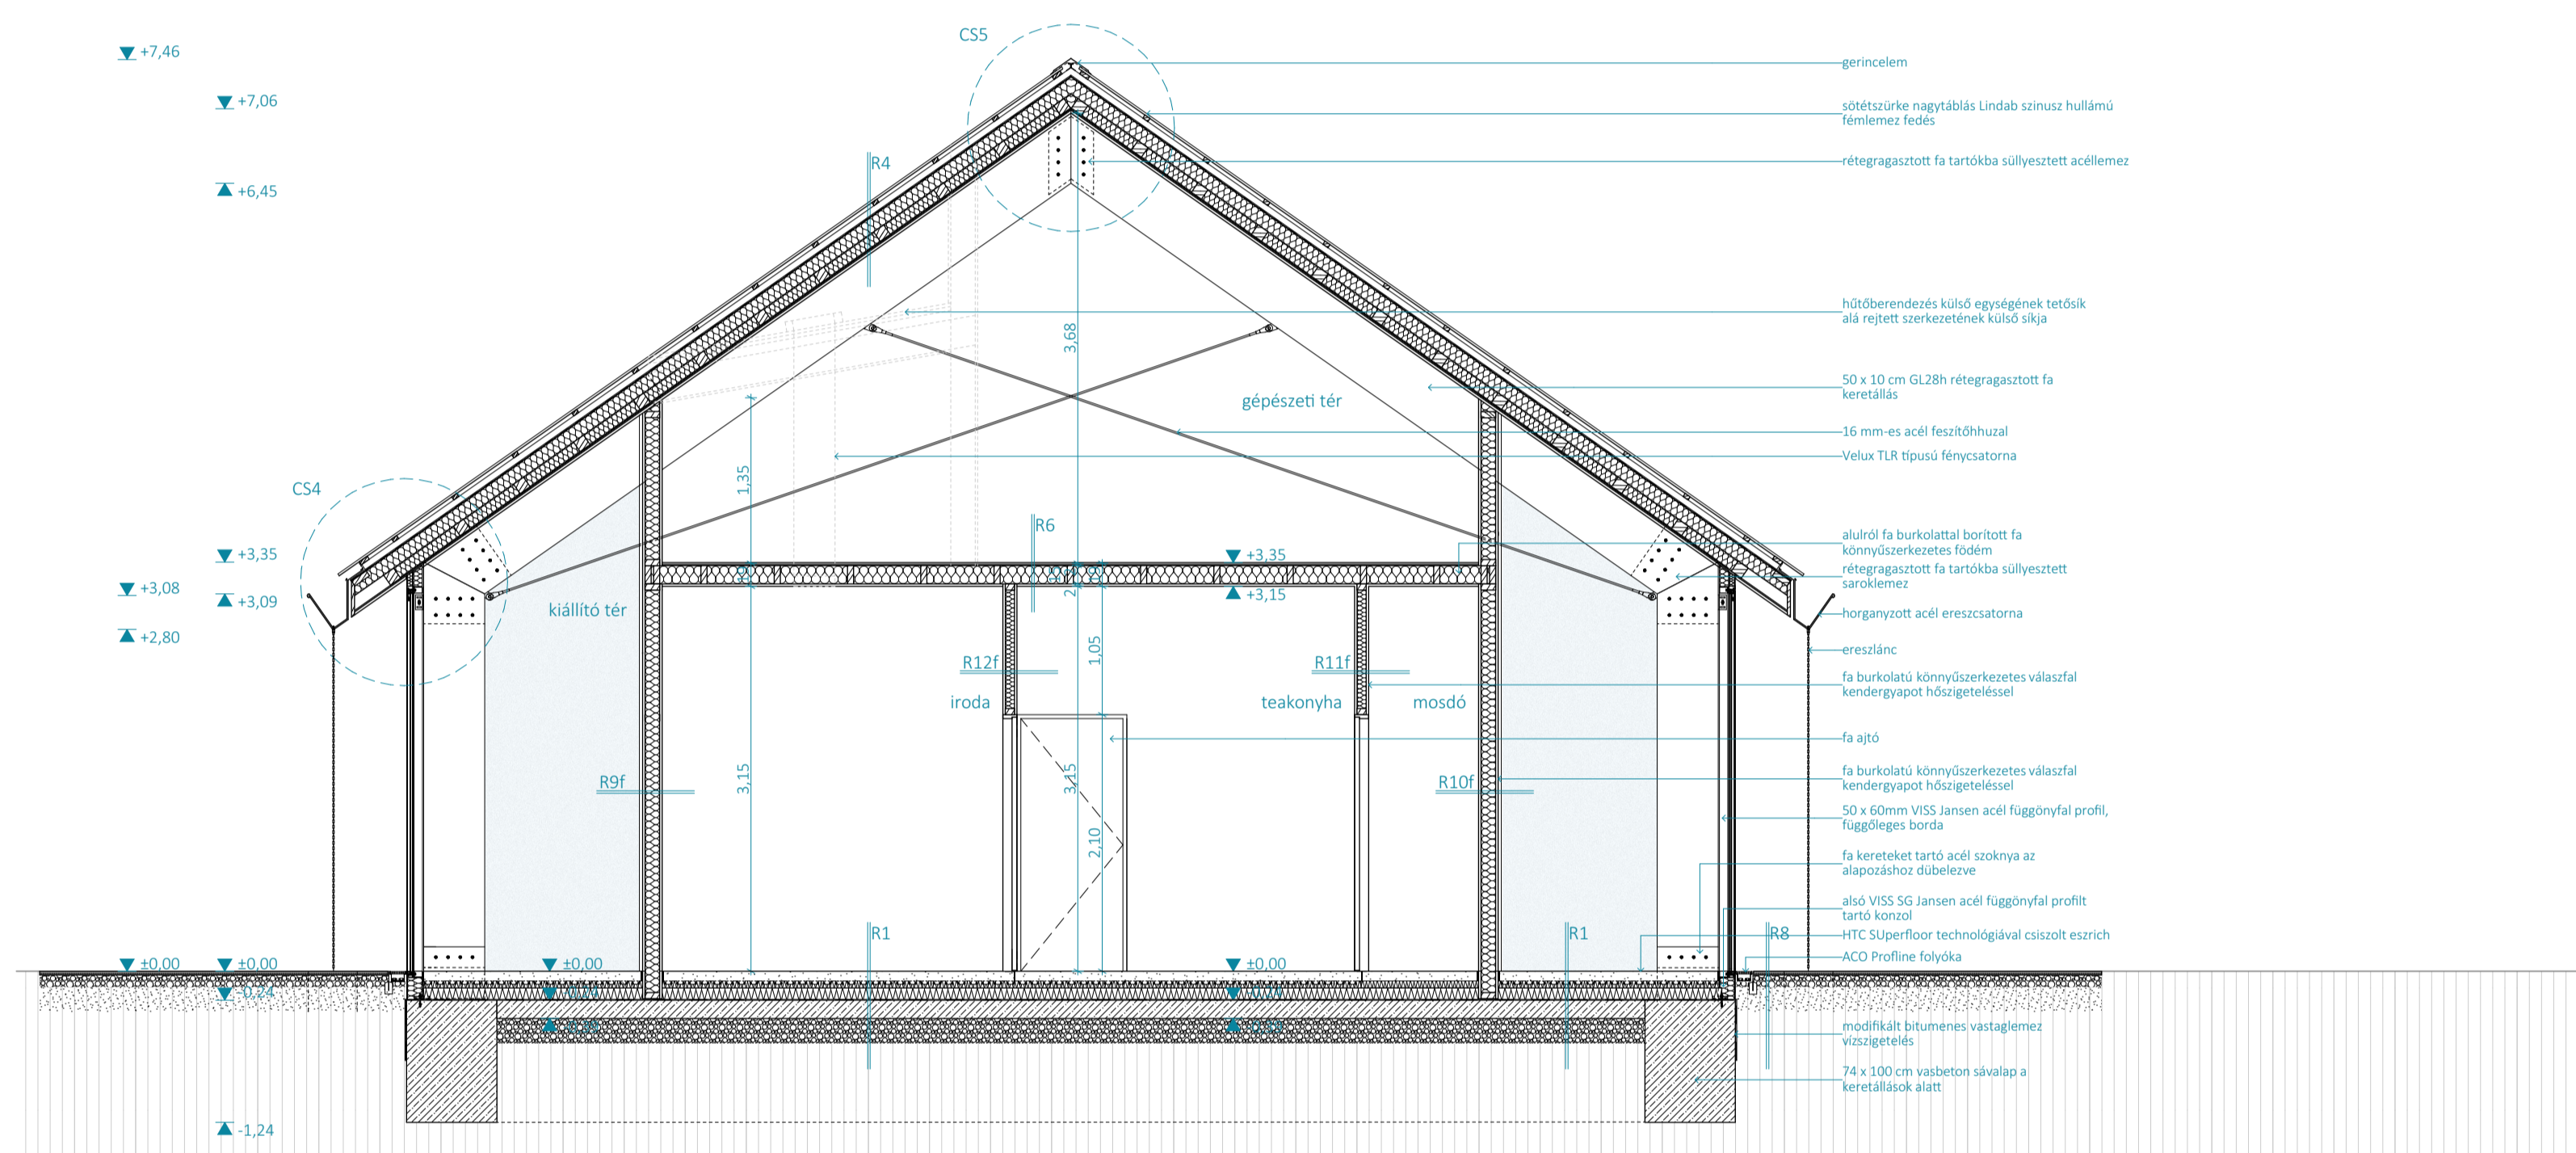 CS5
+7,46
+7,06
+6,45
R4
3,68
gépészeti tér
1,35
CS4
R6
+3,35
+3,08
+3,09
+2,80
+3,35
+3,15
kiállító tér
1,05
R12f
R11f
iroda
teakonyha
mosdó
R9f
3,15
3,15
R10f
2,10
R1
R1
R8
±0,00
±0,00
±0,00
±0,00
-0,24
-0,24
-0,24
-1,24
gerincelem
sötétszürke nagytáblás Lindab szinusz hullámú
fémlemez fedés
rétegragasztott fa tartókba süllyesztett acéllemez
hűtőberendezés külső egységének tetősík
alá rejtett szerkezetének külső síkja
50 x 10 cm GL28h rétegragasztott fa
keretállás
16 mm-es acél feszítőhhuzal
Velux TLR típusú fénycsatorna
alulról fa burkolattal borított fa
könnyűszerkezetes födém
rétegragasztott fa tartókba süllyesztett
saroklemez
horganyzott acél ereszcsatorna
ereszlánc
fa burkolatú könnyűszerkezetes válaszfal
kendergyapot hőszigeteléssel
fa ajtó
fa burkolatú könnyűszerkezetes válaszfal
kendergyapot hőszigeteléssel
50 x 60mm VISS Jansen acél függönyfal profil,
függőleges borda
fa kereteket tartó acél szoknya az
alapozáshoz dübelezve
alsó VISS SG Jansen acél függönyfal profilt
tartó konzol
HTC SUperfloor technológiával csiszolt eszrich
ACO Profline folyóka
modifikált bitumenes vastaglemez
vízszigetelés
74 x 100 cm vasbeton sávalap a
keretállások alatt